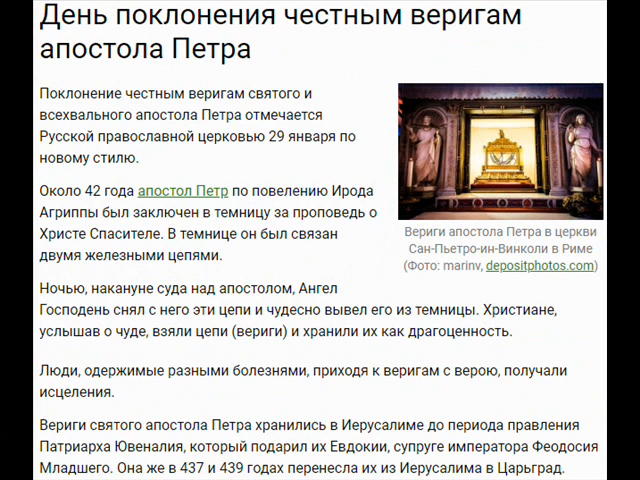 День поклонения честным веригам
апостола Петра
Поклонение честным веригам святого и
всехвального апостола Петра отмечается
Русской православной церковью 29 января по
новому стилю.
Около 42 года апостол Петр по повелению Ирода
Агриппы был заключен в темницу за проповедь о
Христе Спасителе. В темнице он был связан
двумя железными цепями.
Вериги апостола Петра в церкви
Сан-Пьетро-ин-Винколи в Риме
(Фото: marinv, depositphotos.com)
Ночью, накануне суда над апостолом, Ангел
Господень снял с него эти цепи и чудесно вывел его из темницы. Христиане,
услышав о чуде, взяли цепи (вериги) и хранили их как драгоценность.
Люди, одержимые разными болезнями, приходя к веригам с верою, получали
исцеления.
Вериги святого апостола Петра хранились в Иерусалиме до периода правления
Патриарха Ювеналия, который подарил их Евдокии, супруге императора Феодосия
Младшего. Она же в 437 и 439 годах перенесла их из Иерусалима в Царьград.